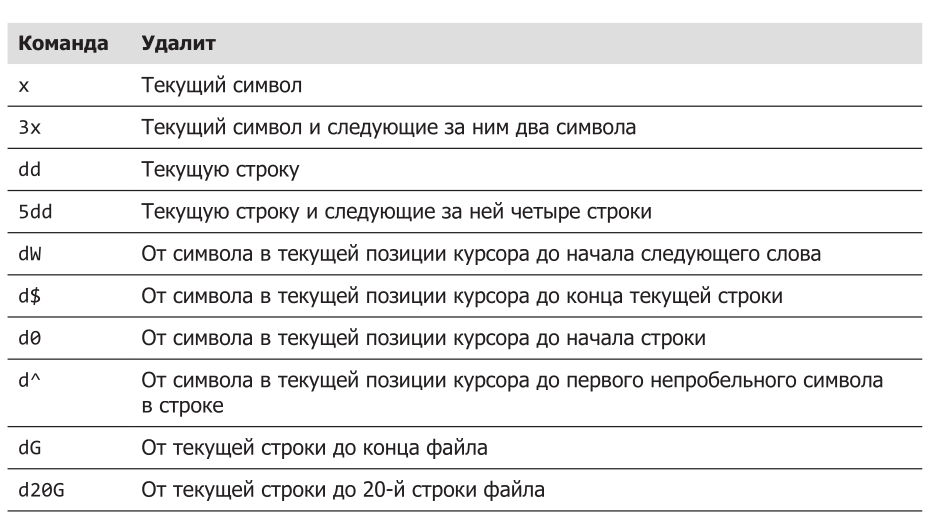 Команда Удалит
x Текущий символ
3x Текущий символ и следующие за ним два символа
dd Текущую строку
5dd Текущую строку и следующие за ней четыре строки
dW От символа в текущей позиции курсора до начала следующего слова
d$ От символа в текущей позиции курсора до конца текущей строки
d0 От символа в текущей позиции курсора до начала строки
d^ От символа в текущей позиции курсора до первого непробельного символа
в строке
dG От текущей строки до конца файла
d20G От текущей строки до 20-й строки файла